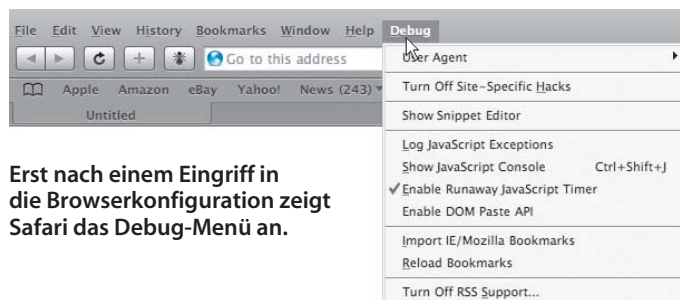 File Edit View History Bookmarks Window Help Debug
Go to this address
Apple Amazon eBay Yahoo! News (243)
Untitled
User Agent
Turn Off Site-Specific Hacks
Show Snippet Editor
Log JavaScript Exceptions
Show JavaScript Console Ctrl+Shift+J
Enable Runaway JavaScript Timer
Enable DOM Paste API
Import IE/Mozilla Bookmarks
Reload Bookmarks
Turn Off RSS Support...
Erst nach einem Eingriff in
die Browserkonfiguration zeigt
Safari das Debug-Menü an.